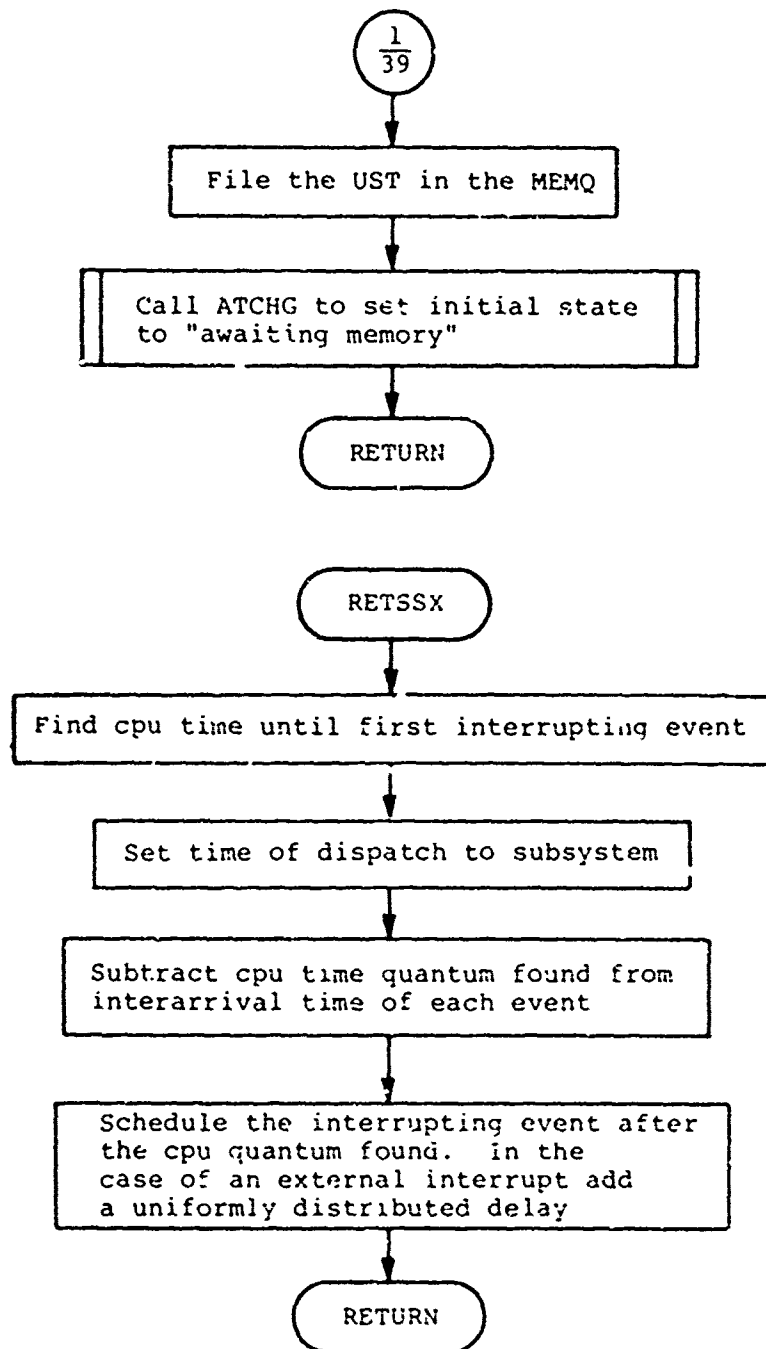 1
39
File the UST in the MEMQ
Call ATCHG to set initial state
to "awaiting memory"
RETURN
RETSSX
Find cpu time until first interrupting event
Set time of dispatch to subsystem
Subtract cpu time quantum found from
interarrival time of each event
Schedule the interrupting event after
the cpu quantum found. in the
case of an external interrupt add
a uniformly distributed delay
RETURN